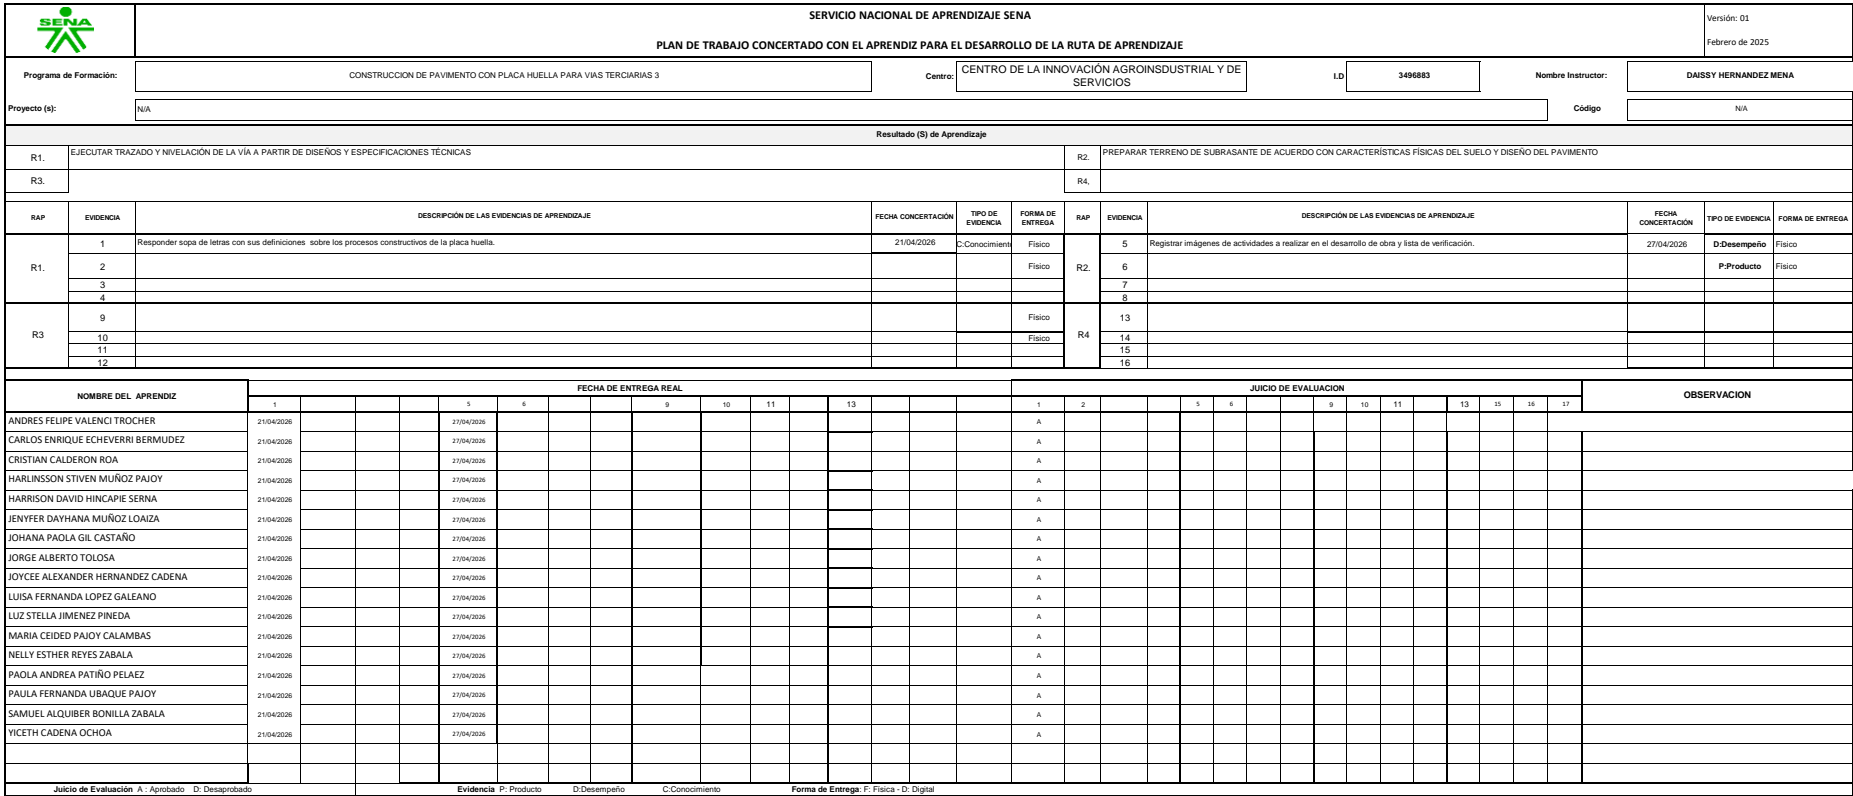 SENA
SERVICIO NACIONAL DE APRENDIZAJE SENA
PLAN DE TRABAJO CONCERTADO CON EL APRENDIZ PARA EL DESARROLLO DE LA RUTA DE APRENDIZAJE
Versión: 01
Febrero de 2025
Programa de Formación: CONSTRUCCION DE PAVIMENTO CON PLACA HUELLA PARA VIAS TERCIARIAS 3 Centro: CENTRO DE LA INNOVACIÓN AGROINSDUSTRIAL Y DE SERVICIOS I.D 3496883 Nombre Instructor: DAISSY HERNANDEZ MENA
Proyecto (s): N/A Código N/A
Resultado (S) de Aprendizaje
R1. EJECUTAR TRAZADO Y NIVELACIÓN DE LA VÍA A PARTIR DE DISEÑOS Y ESPECIFICACIONES TÉCNICAS R2. PREPARAR TERRENO DE SUBRASANTE DE ACUERDO CON CARACTERÍSTICAS FÍSICAS DEL SUELO Y DISEÑO DEL PAVIMENTO
R3. R4,
RAP EVIDENCIA DESCRIPCIÓN DE LAS EVIDENCIAS DE APRENDIZAJE FECHA CONCERTACIÓN TIPO DE EVIDENCIA FORMA DE ENTREGA RAP EVIDENCIA DESCRIPCIÓN DE LAS EVIDENCIAS DE APRENDIZAJE FECHA CONCERTACIÓN TIPO DE EVIDENCIA FORMA DE ENTREGA
R1. 1 Responder sopa de letras con sus definiciones sobre los procesos constructivos de la placa huella. 21/04/2026 C:Conocimiento Físico R2. 5 Registrar imágenes de actividades a realizar en el desarrollo de obra y lista de verificación. 27/04/2026 D:Desempeño Físico
2 Físico 6 P:Producto Físico
3 7
4 8
R3 9 Físico R4 13
10 Físico 14
11 15
12 16
NOMBRE DEL APRENDIZ FECHA DE ENTREGA REAL JUICIO DE EVALUACION OBSERVACION
1 5 6 9 10 11 13 1 2 5 6 9 10 11 13 15 16 17
ANDRES FELIPE VALENCI TROCHER 21/04/2026 27/04/2026 A
CARLOS ENRIQUE ECHEVERRI BERMUDEZ 21/04/2026 27/04/2026 A
CRISTIAN CALDERON ROA 21/04/2026 27/04/2026 A
HARLINSSON STIVEN MUÑOZ PAJOY 21/04/2026 27/04/2026 A
HARRISON DAVID HINCAPIE SERNA 21/04/2026 27/04/2026 A
JENYFER DAYHANA MUÑOZ LOAIZA 21/04/2026 27/04/2026 A
JOHANA PAOLA GIL CASTAÑO 21/04/2026 27/04/2026 A
JORGE ALBERTO TOLOSA 21/04/2026 27/04/2026 A
JOYCEE ALEXANDER HERNANDEZ CADENA 21/04/2026 27/04/2026 A
LUISA FERNANDA LOPEZ GALEANO 21/04/2026 27/04/2026 A
LUZ STELLA JIMENEZ PINEDA 21/04/2026 27/04/2026 A
MARIA CEIDED PAJOY CALAMBAS 21/04/2026 27/04/2026 A
NELLY ESTHER REYES ZABALA 21/04/2026 27/04/2026 A
PAOLA ANDREA PATIÑO PELAEZ 21/04/2026 27/04/2026 A
PAULA FERNANDA UBAQUE PAJOY 21/04/2026 27/04/2026 A
SAMUEL ALQUIBER BONILLA ZABALA 21/04/2026 27/04/2026 A
YICETH CADENA OCHOA 21/04/2026 27/04/2026 A
Juicio de Evaluación A : Aprobado D: Desaprobado Evidencia P: Producto D:Desempeño C:Conocimiento Forma de Entrega: F: Física - D: Digital